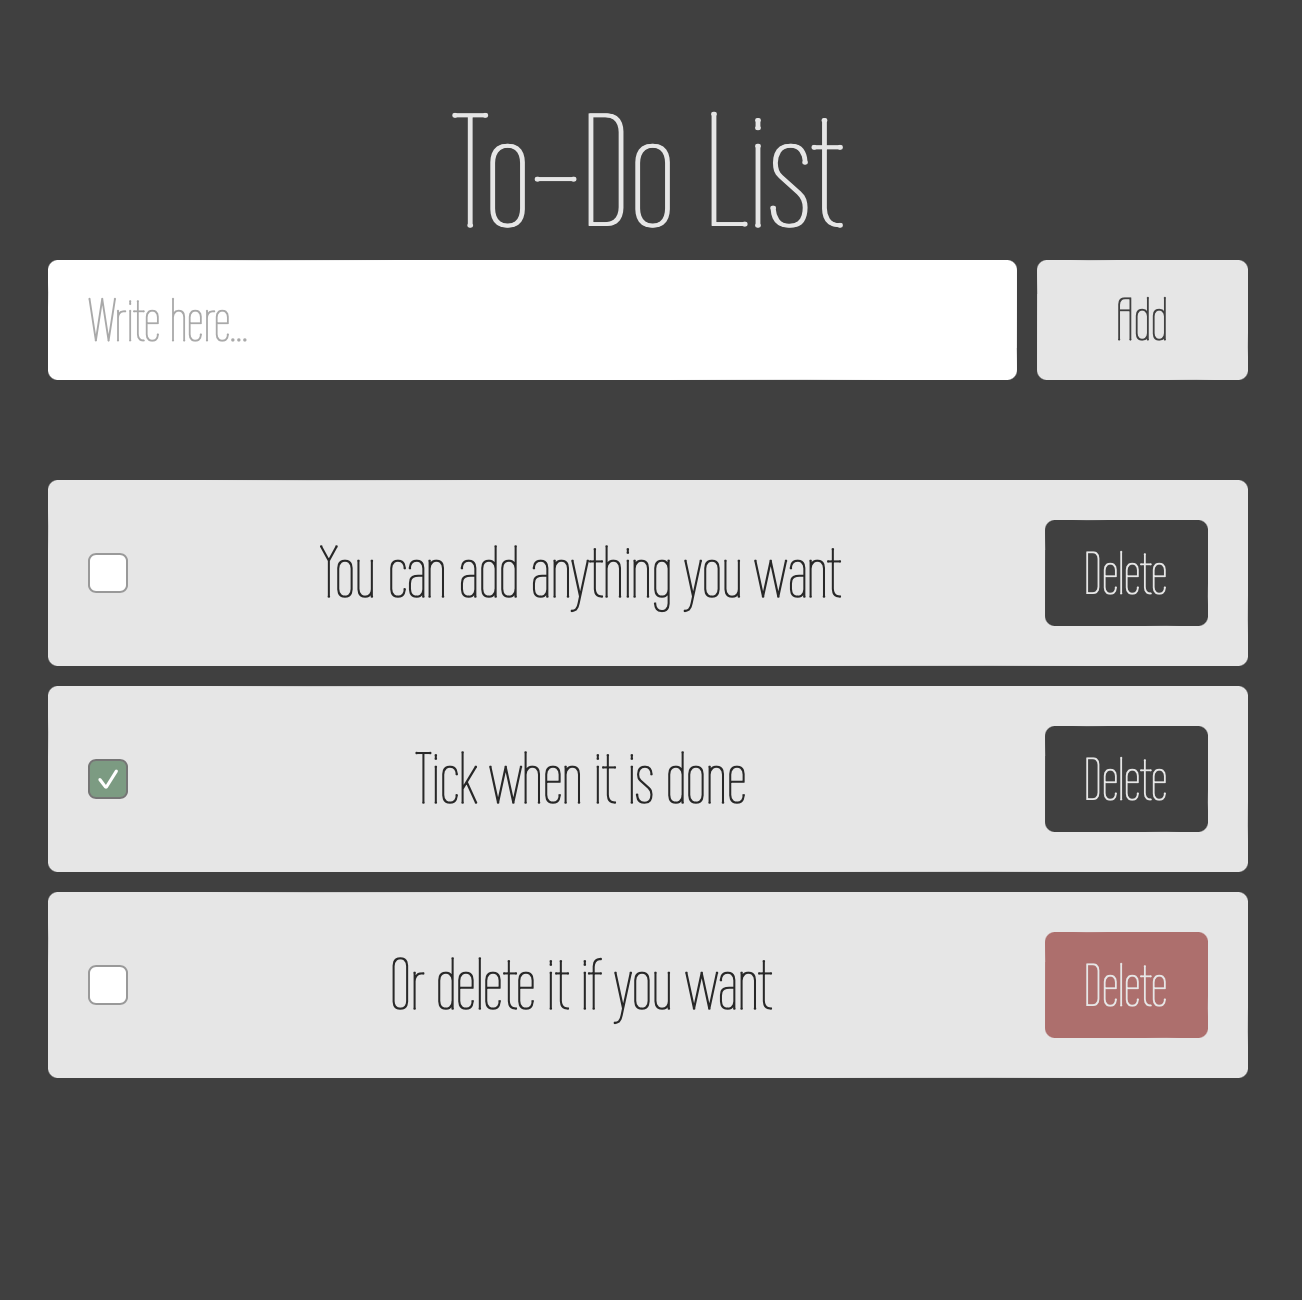 To-Do List
Write here...
Add
You can add anything you want
Delete
Tick when it is done
Delete
Or delete it if you want
Delete